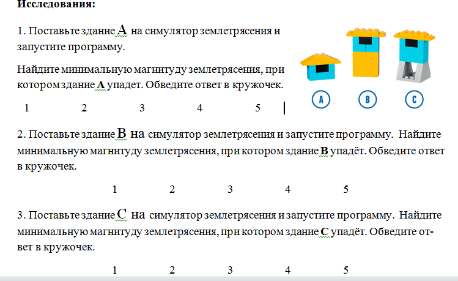 Исследования:
1. Поставьте здание А на симулятор землетрясения и
запустите программу.
Найдите минимальную магнитуду землетрясения, при
котором здание А упадет. Обведите ответ в кружочек.
1 2 3 4 5
A B C
2. Поставьте здание В на симулятор землетрясения и запустите программу. Найдите
минимальную магнитуду землетрясения, при котором здание В упадёт. Обведите ответ
в кружочек.
1 2 3 4 5
3. Поставьте здание С на симулятор землетрясения и запустите программу. Найдите
минимальную магнитуду землетрясения, при котором здание С упадёт. Обведите от-
вет в кружочек.
1 2 3 4 5